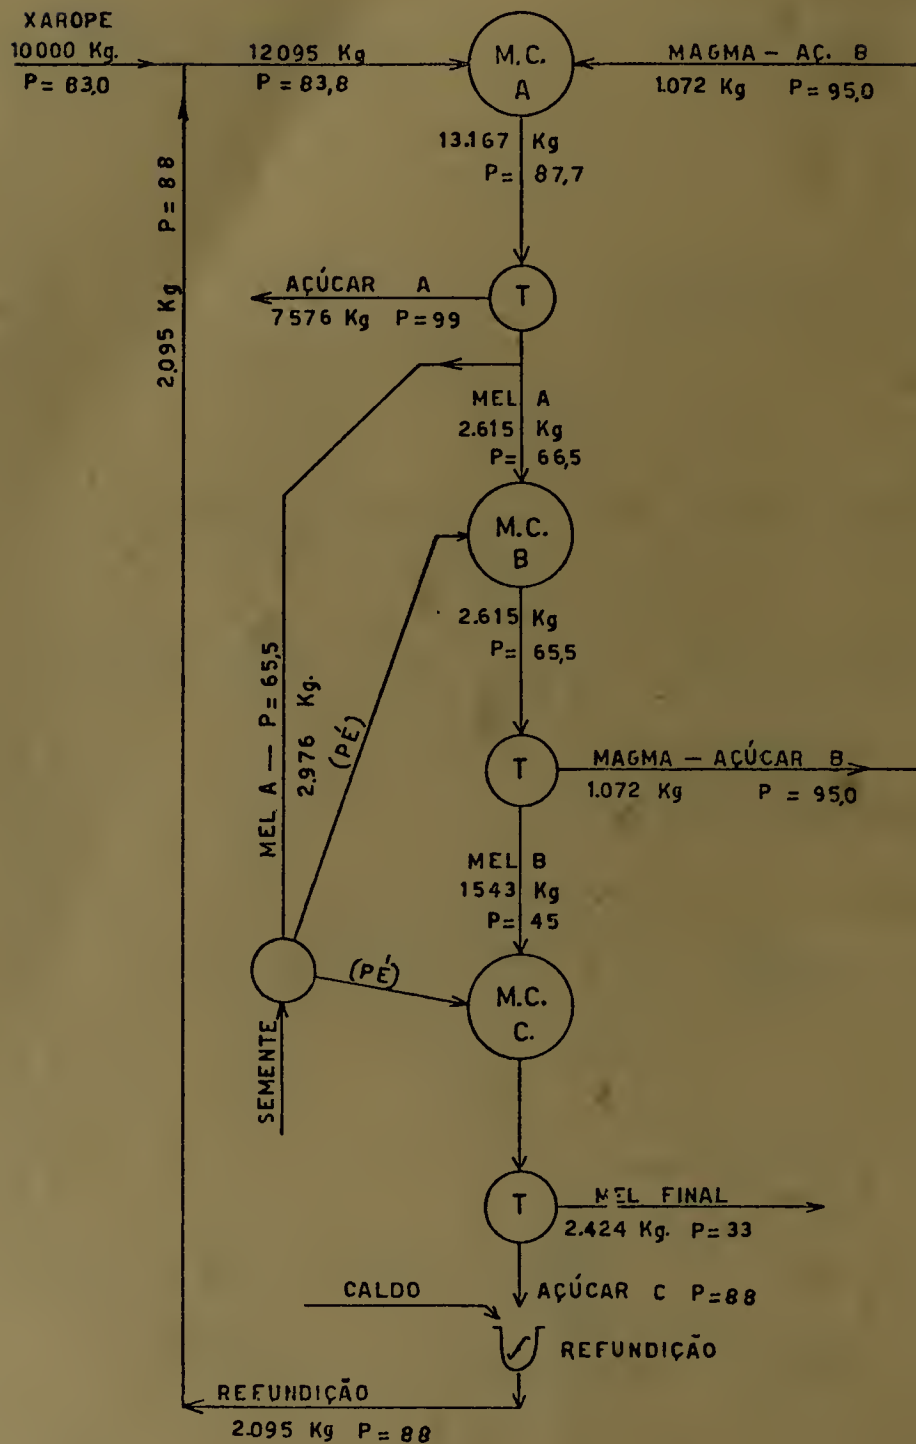 XAROPE
10000 Kg.
P= 83,0
12095 Kg
P= 83,8
M.C.
A
MAGMA – AÇ. B
1.072 Kg P= 95,0
13.167 Kg
P= 87,7
2.095 Kg P= 88
T
AÇÚCAR A
7576 Kg P=99
MEL A
2.615 Kg
P= 66,5
M.C.
B
2.615 Kg
P= 65,5
MEL A — P= 65,5
2.976 Kg.
(PÉ)
T
MAGMA – AÇÚCAR B
1.072 Kg P = 95,0
MEL B
1543 Kg
P= 45
(PÉ)
M.C.
C.
SEMENTE
T
MEL FINAL
2.424 Kg. P=33
CALDO
AÇÚCAR C P=88
REFUNDIÇÃO
REFUNDIÇÃO
2.095 Kg P= 88